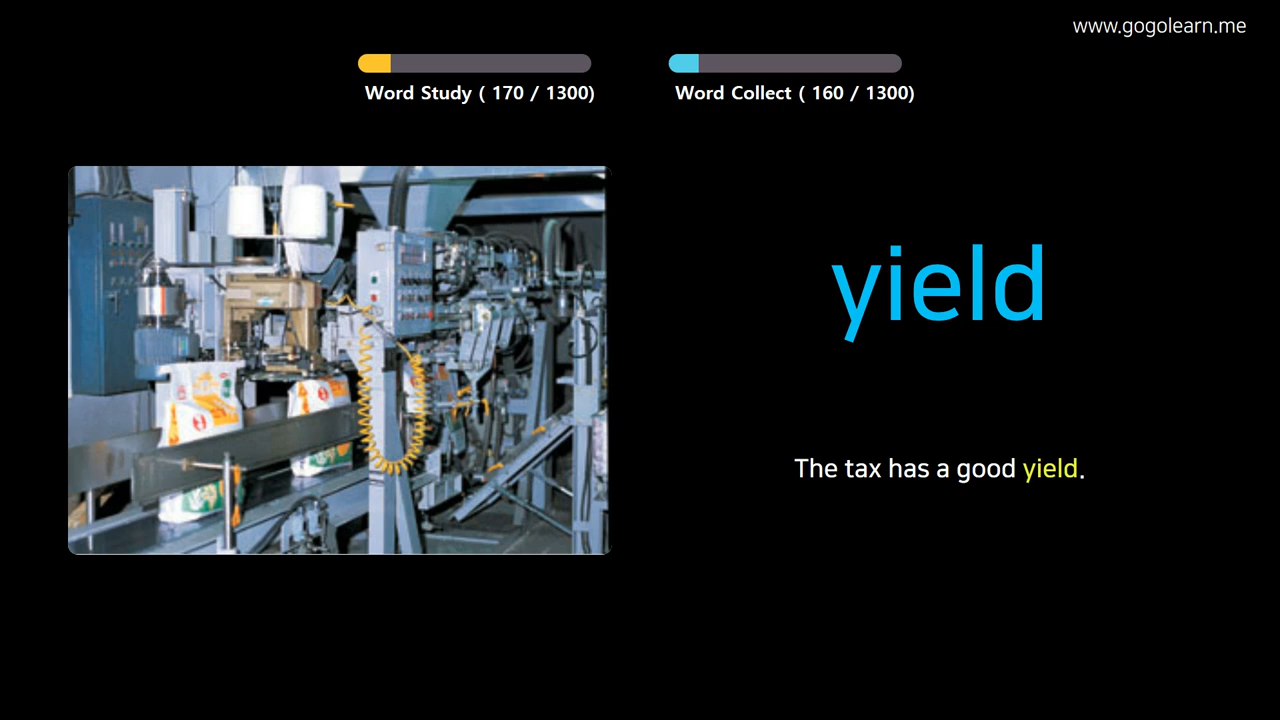 www.gogolearn.me
Word Study ( 170 / 1300)
Word Collect ( 160 / 1300)
yield
The tax has a good yield.